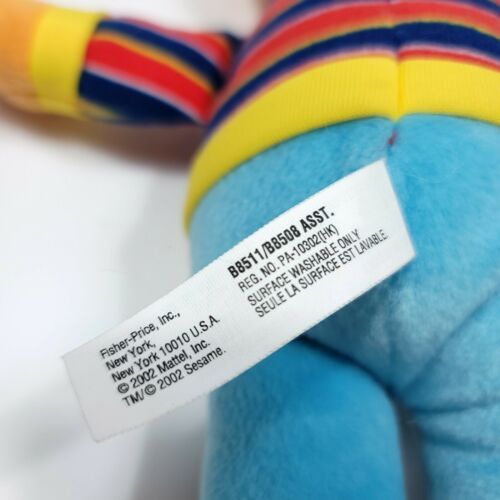 Fisher-Price, Inc.,
New York,
New York 10010 U.S.A.
© 2002 Mattel, Inc.
TM/© 2002 Sesame.
B8511/B8508 ASST.
REG. NO. PA-10302(HK)
SURFACE WASHABLE ONLY
SEULE LA SURFACE EST LAVABLE